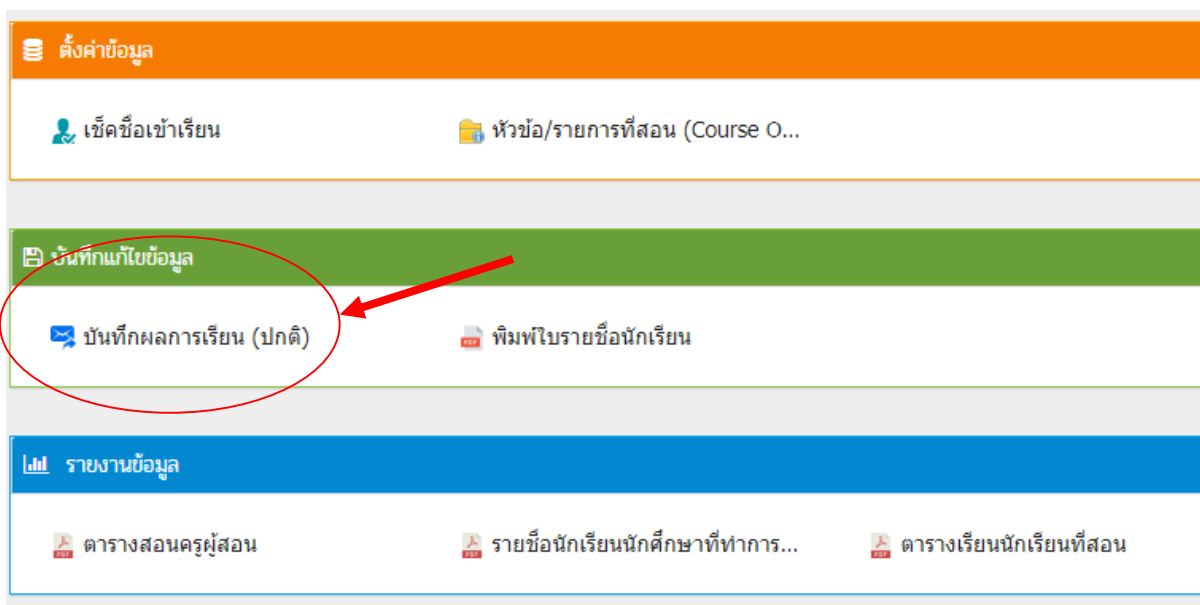 ตั้งค่าข้อมูล
เช็คชื่อเข้าเรียน
หัวข้อ/รายการที่สอน (Course O...
บันทึกแก้ไขข้อมูล
บันทึกผลการเรียน (ปกติ)
พิมพ์ใบรายชื่อนักเรียน
รายงานข้อมูล
ตารางสอนครูผู้สอน
รายชื่อนักเรียนนักศึกษาที่ทำการ...
ตารางเรียนนักเรียนที่สอน